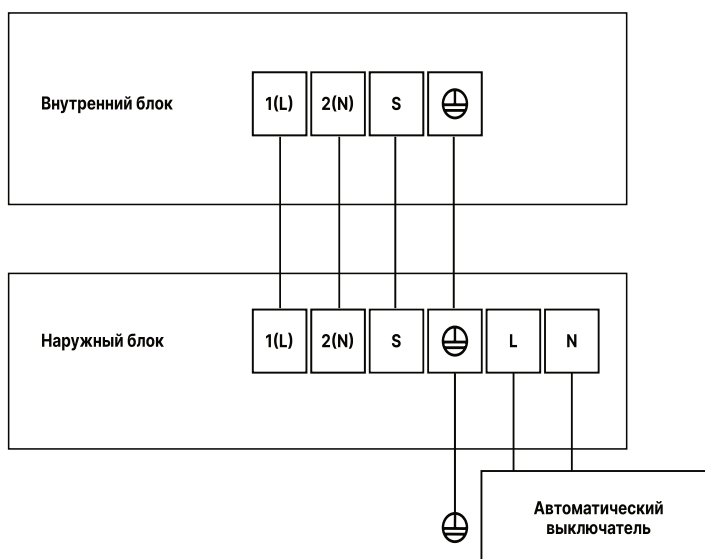 Внутренний блок
1(L) 2(N) S
Наружный блок
1(L) 2(N) S L N
Автоматический
выключатель